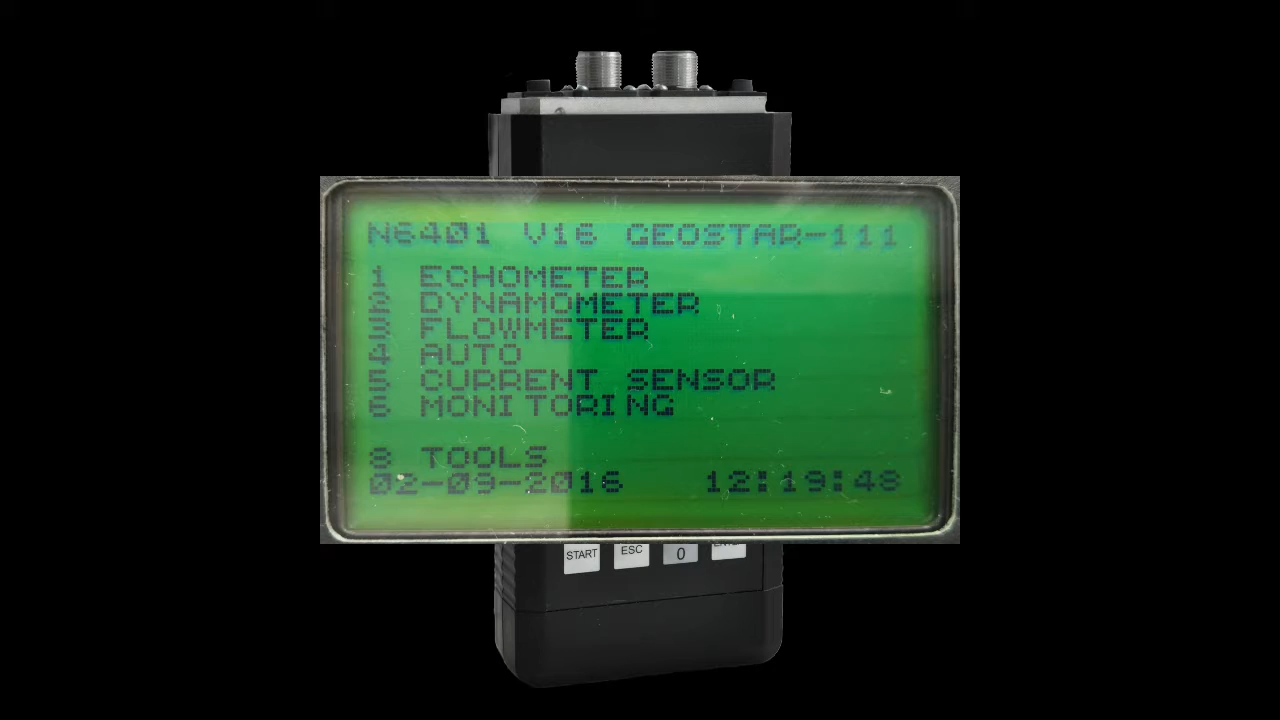 N6401 V16 GEOSTAR-111
1 ECHOMETER
2 DYNAMOMETER
3 FLOWMETER
4 AUTO
5 CURRENT SENSOR
6 MONITORING
8 TOOLS
02-09-2016 12:19:48
START ESC 0